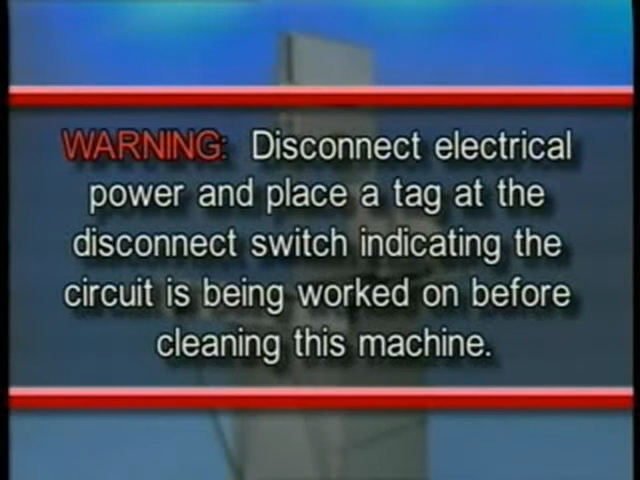 WARNING: Disconnect electrical
power and place a tag at the
disconnect switch indicating the
circuit is being worked on before
cleaning this machine.